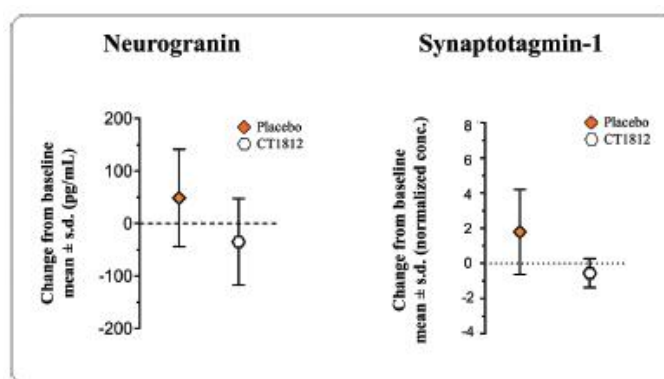 Neurogranin
Change from baseline
mean ± s.d. (pg/mL)
200
100
0
-100
-200
Placebo
CT1812
Synaptotagmin-1
Change from baseline
mean ± s.d. (normalized conc.)
8
6
4
2
0
-2
-4
Placebo
CT1812